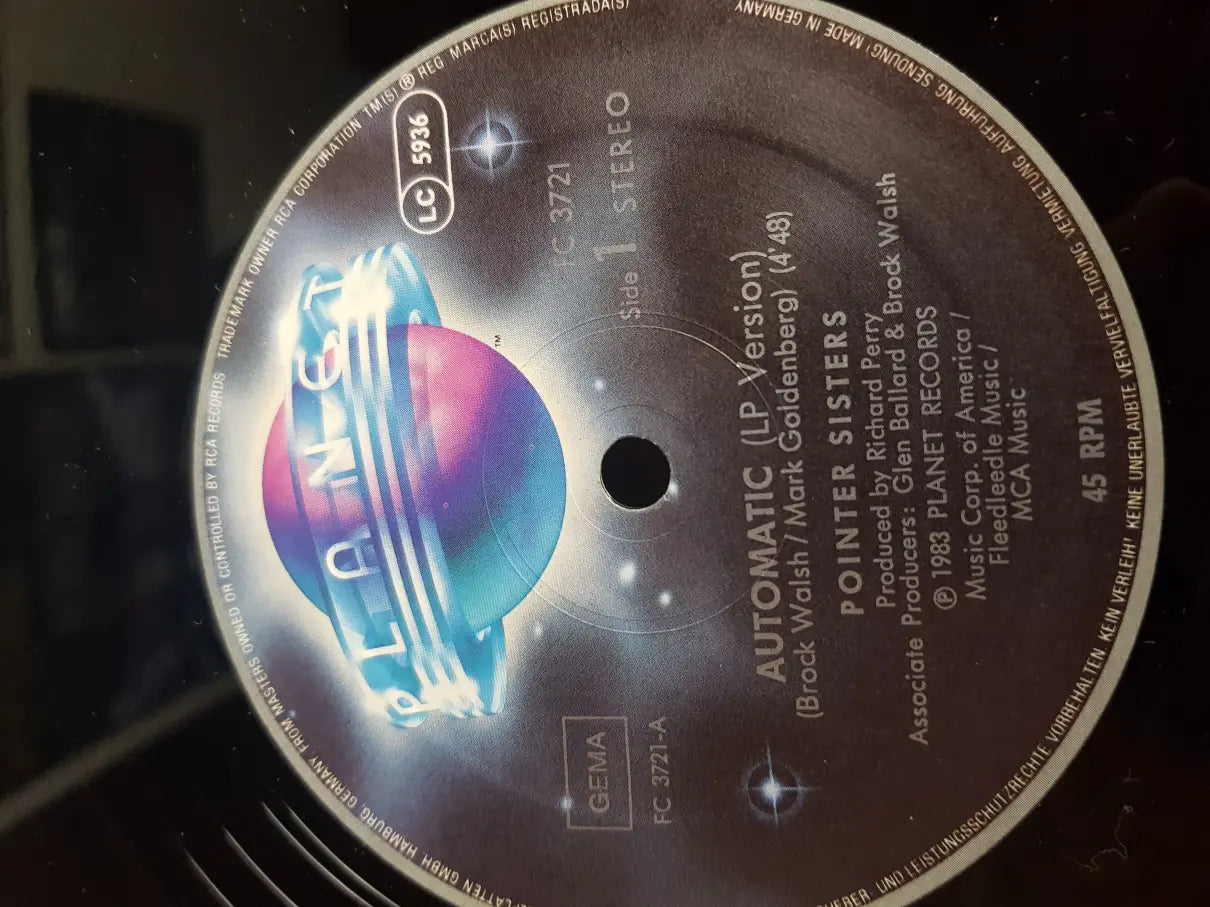 PLANET
™
LC 5936
GEMA
FC 3721-A
FC 3721
Side 1 STEREO
AUTOMATIC (LP Version)
(Brock Walsh / Mark Goldenberg) (4'48)
POINTER SISTERS
Produced by Richard Perry
Associate Producers: Glen Ballard & Brock Walsh
℗ 1983 PLANET RECORDS
Music Corp. of America /
Fleedleedle Music /
MCA Music
45 RPM
PLATTEN GMBH, HAMBURG, GERMANY, FROM MASTERS OWNED OR CONTROLLED BY RCA RECORDS TRADEMARK OWNER RCA CORPORATION TM(S) ® REG MARCA(S) REGISTRADA(S)
HEBER- UND LEISTUNGSSCHUTZRECHTE VORBEHALTEN KEIN VERLEIH! KEINE UNERLAUBTE VERVIELFÄLTIGUNG VERMIETUNG AUFFÜHRUNG, SENDUNG! MADE IN GERMANY